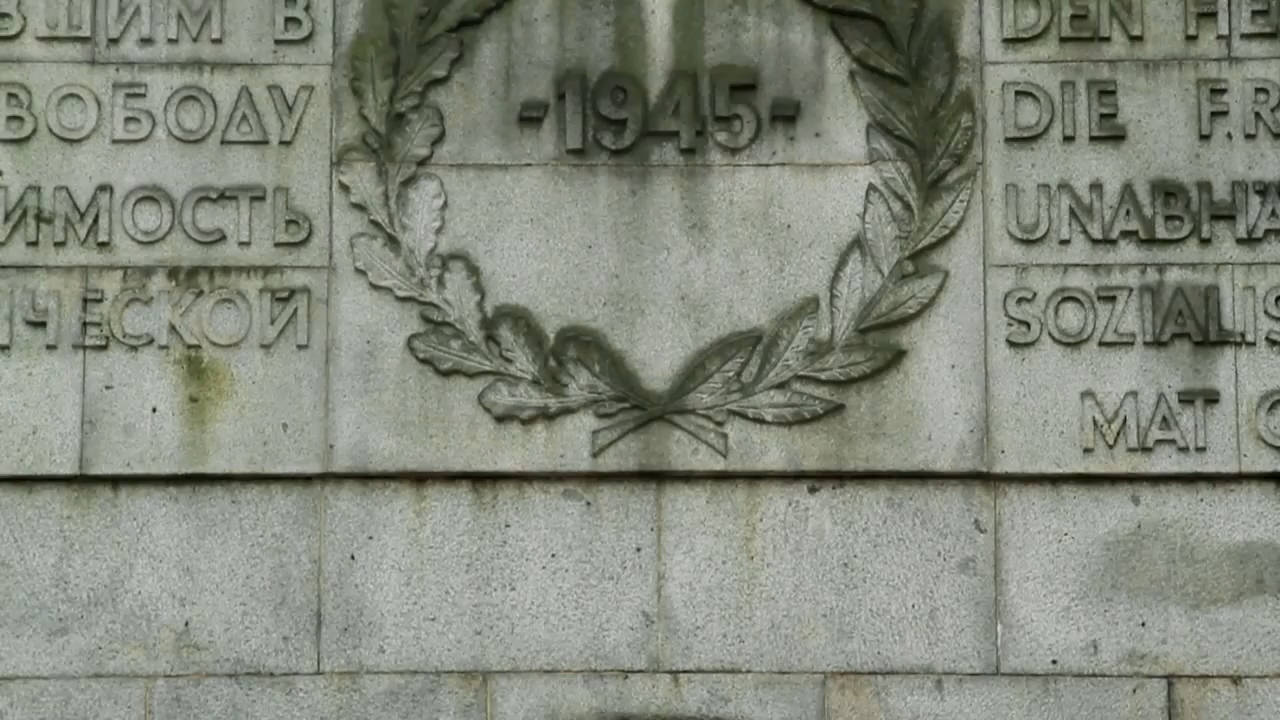 ВШИМ В
ВОБОДУ
ИМОСТЬ
ЧЕСКОЙ
-1945-
DEN HE
DIE FR
UNABHÄ
SOZIALIS
MAT